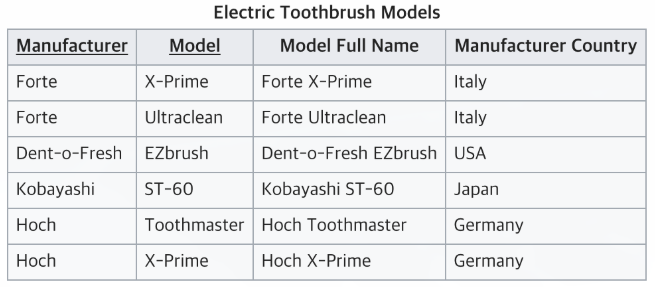 Electric Toothbrush Models
Manufacturer Model Model Full Name Manufacturer Country
Forte X-Prime Forte X-Prime Italy
Forte Ultraclean Forte Ultraclean Italy
Dent-o-Fresh EZbrush Dent-o-Fresh EZbrush USA
Kobayashi ST-60 Kobayashi ST-60 Japan
Hoch Toothmaster Hoch Toothmaster Germany
Hoch X-Prime Hoch X-Prime Germany